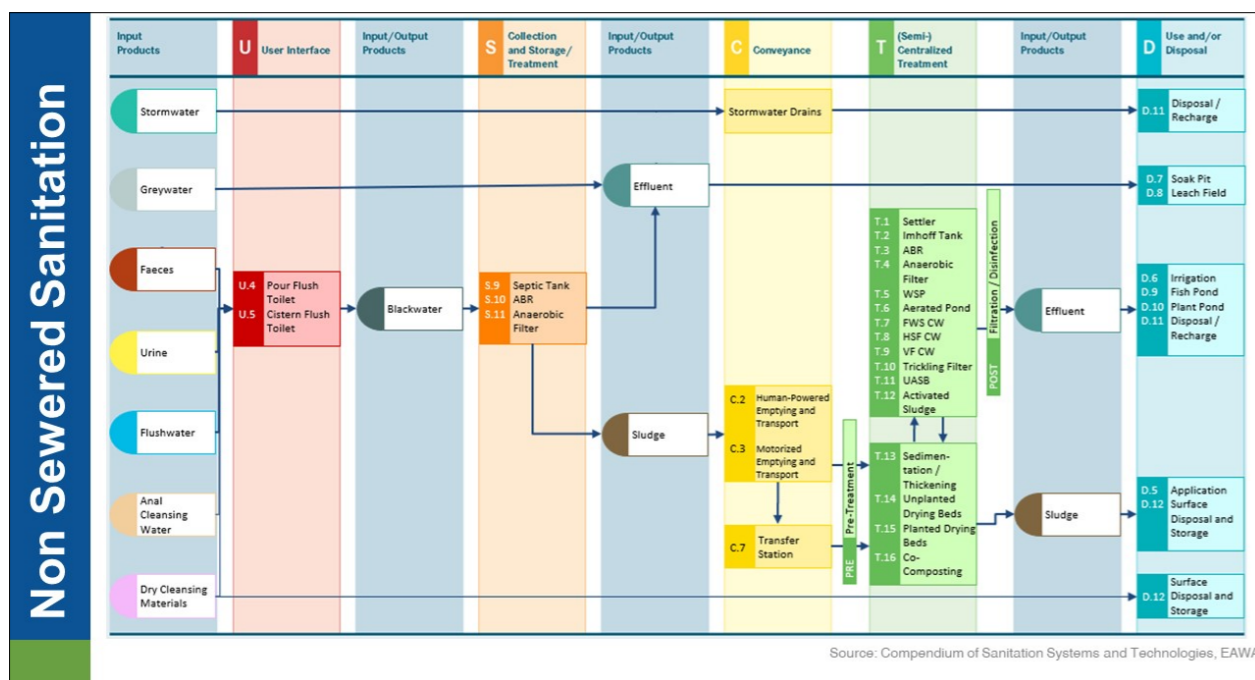 Non Sewered Sanitation
Input
Products
U User Interface
Input/Output
Products
S Collection
and Storage/
Treatment
Input/Output
Products
C Conveyance
T (Semi-)
Centralized
Treatment
Input/Output
Products
D Use and/or
Disposal
Stormwater
Stormwater Drains
D.11 Disposal /
Recharge
Greywater
Effluent
D.7 Soak Pit
D.8 Leach Field
Faeces
Urine
Flushwater
Anal
Cleansing
Water
Dry Cleansing
Materials
U.4 Pour Flush
Toilet
U.5 Cistern Flush
Toilet
Blackwater
S.9 Septic Tank
S.10 ABR
S.11 Anaerobic
Filter
Sludge
C.2 Human-Powered
Emptying and
Transport
C.3 Motorized
Emptying and
Transport
C.7 Transfer
Station
PRE Pre-Treatment
T.1 Settler
T.2 Imhoff Tank
T.3 ABR
T.4 Anaerobic
Filter
T.5 WSP
T.6 Aerated Pond
T.7 FWS CW
T.8 HSF CW
T.9 VF CW
T.10 Trickling Filter
T.11 UASB
T.12 Activated
Sludge
T.13 Sedimen-
tation /
Thickening
T.14 Unplanted
Drying Beds
T.15 Planted Drying
Beds
T.16 Co-
Composting
POST Filtration / Disinfection
Effluent
D.6 Irrigation
D.9 Fish Pond
D.10 Plant Pond
D.11 Disposal /
Recharge
Sludge
D.5 Application
D.12 Surface
Disposal and
Storage
D.12 Surface
Disposal and
Storage
Source: Compendium of Sanitation Systems and Technologies, EAWA